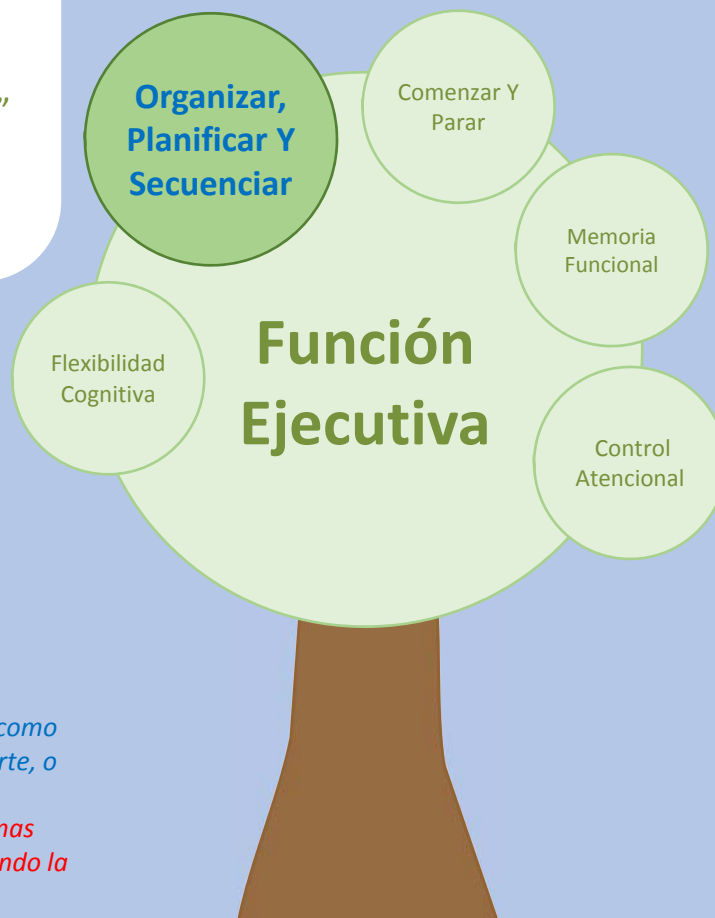 ”
Organizar,
Planificar Y
Secuenciar
Comenzar Y
Parar
Memoria
Funcional
Flexibilidad
Cognitiva
Función
Ejecutiva
Control
Atencional
como
rte, o
nas
ndo la